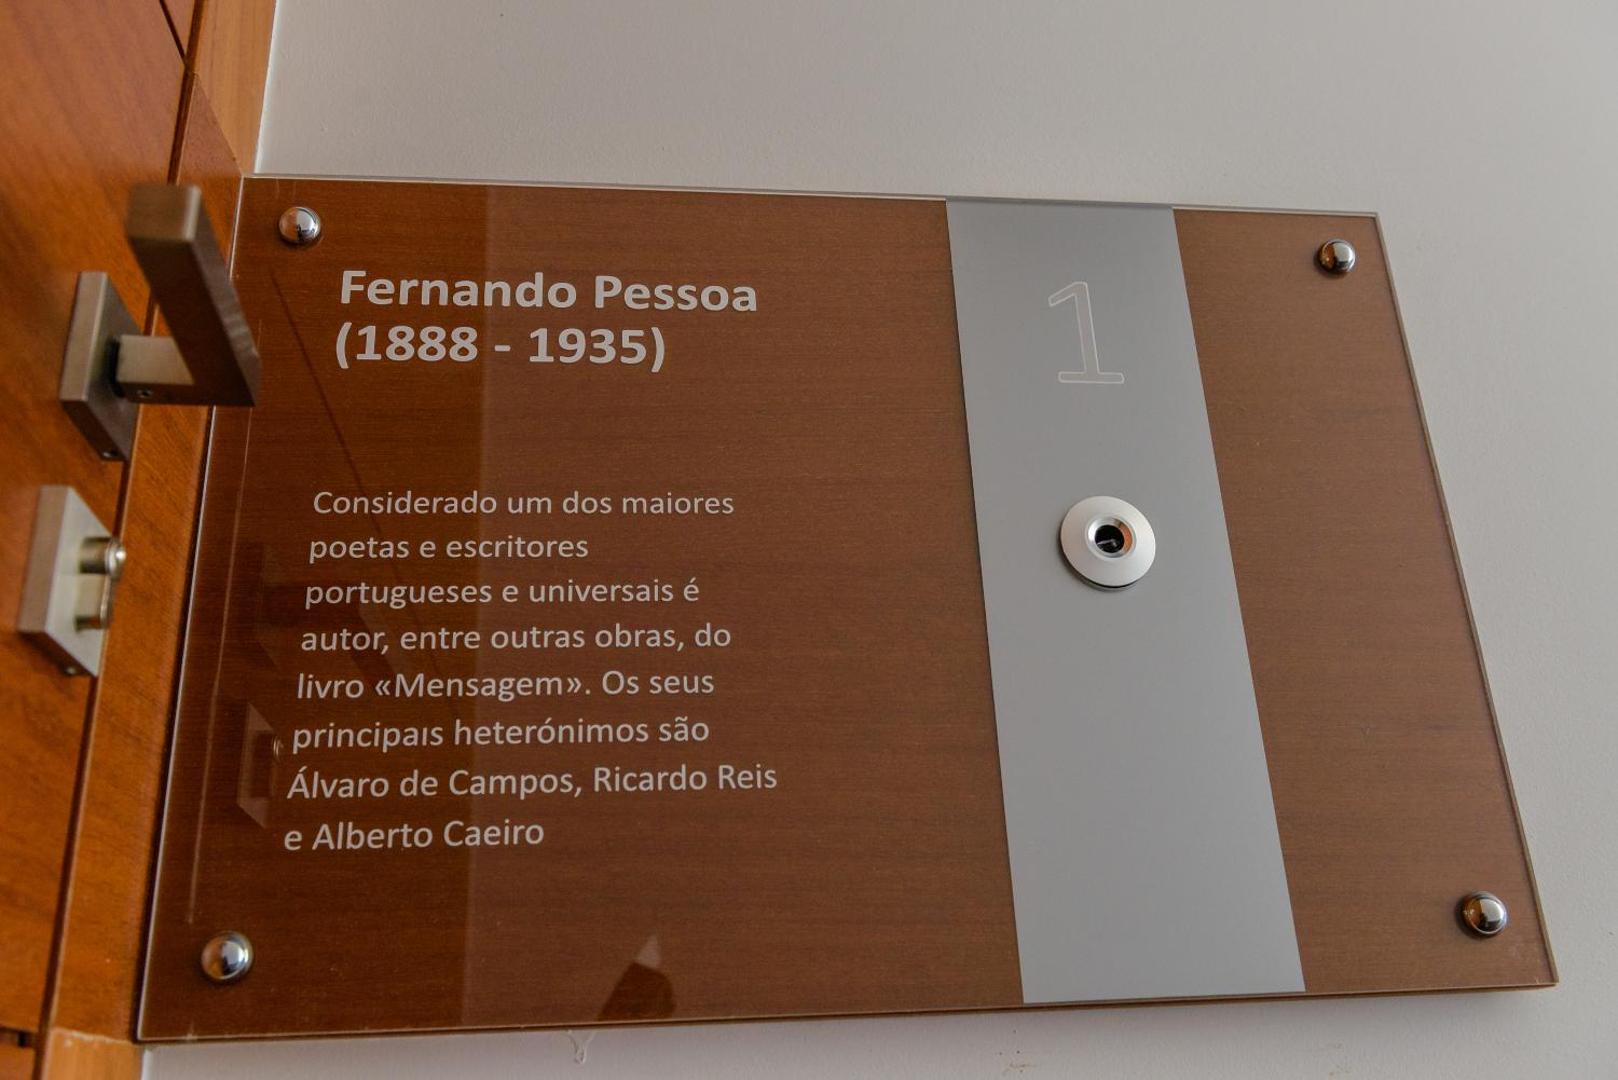 Fernando Pessoa
(1888 - 1935)
1
Considerado um dos maiores
poetas e escritores
portugueses e universais é
autor, entre outras obras, do
livro «Mensagem». Os seus
principais heterónimos são
Álvaro de Campos, Ricardo Reis
e Alberto Caeiro